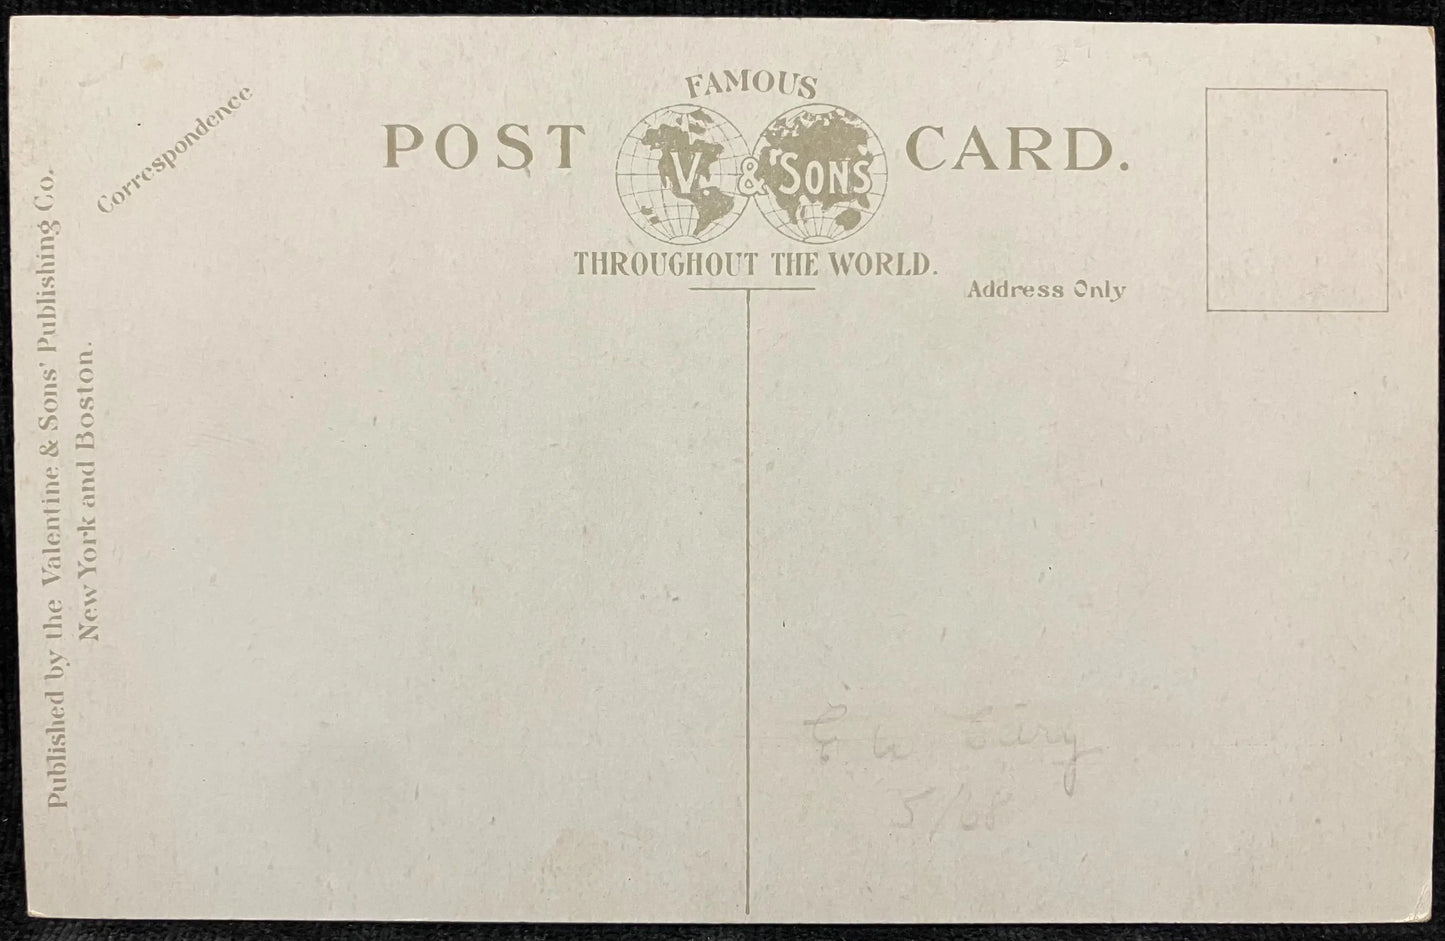 FAMOUS
POST V. & SONS CARD.
THROUGHOUT THE WORLD.
Correspondence
Address Only
Published by the Valentine & Sons' Publishing Co.
New York and Boston.
5/68